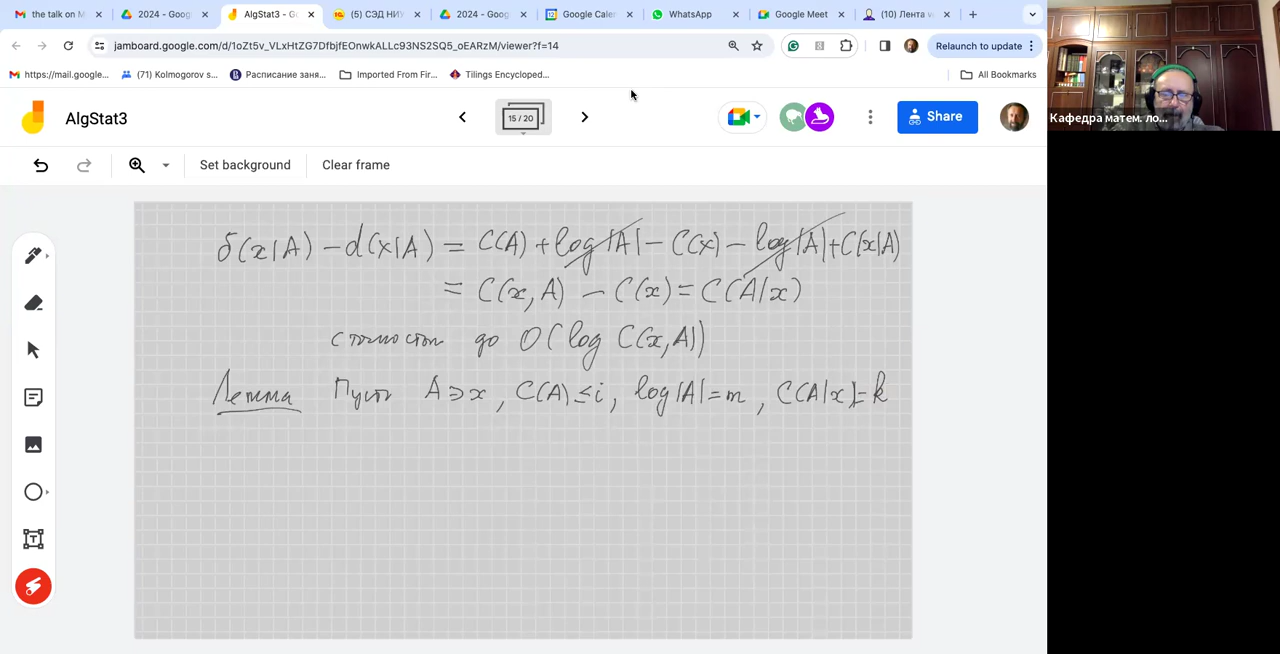 the talk on M
2024 - Goog
AlgStat3 - Go
(5) СЭД НИУ
2024 - Goog
Google Caler
WhatsApp
Google Meet
(10) Лента
jamboard.google.com/d/1oZt5v_VLxHtZG7DfbjfEOnwkALLc93NS2SQ5_oEARzM/viewer?f=14
Relaunch to update
https://mail.google...
(71) Kolmogorov s...
Расписание заня...
Imported From Fir...
Tilings Encycloped...
All Bookmarks
Кафедра матем. ло...
AlgStat3
15 / 20
Share
Set background
Clear frame
δ(x|A) - d(x|A) = C(A) + log|A| - C(x) - log|A| + C(x|A)
= C(x, A) - C(x) = C(A|x)
с точностью до O(log C(x, A))
Лемма Пусть A∋x, C(A) ≤ i, log|A| = m, C(A|x) = k